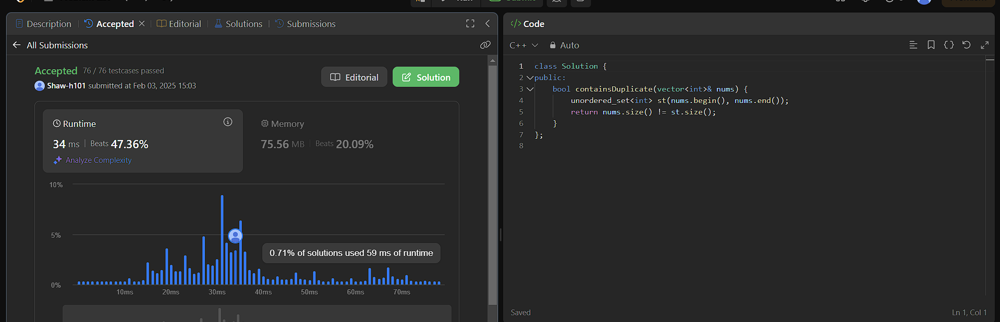 Description
Accepted
Editorial
Solutions
Submissions
All Submissions
Accepted 76 / 76 testcases passed
Shaw-h101 submitted at Feb 03, 2025 15:03
Editorial
Solution
Runtime
34 ms | Beats 47.36%
Analyze Complexity
Memory
75.56 MB | Beats 20.09%
10%
5%
0%
0.71% of solutions used 59 ms of runtime
10ms 20ms 30ms 40ms 50ms 60ms 70ms
Code
C++
Auto
1 class Solution {
2 public:
3     bool containsDuplicate(vector<int>& nums) {
4         unordered_set<int> st(nums.begin(), nums.end());
5         return nums.size() != st.size();
6     }
7 };
8
Saved
Ln 1, Col 1